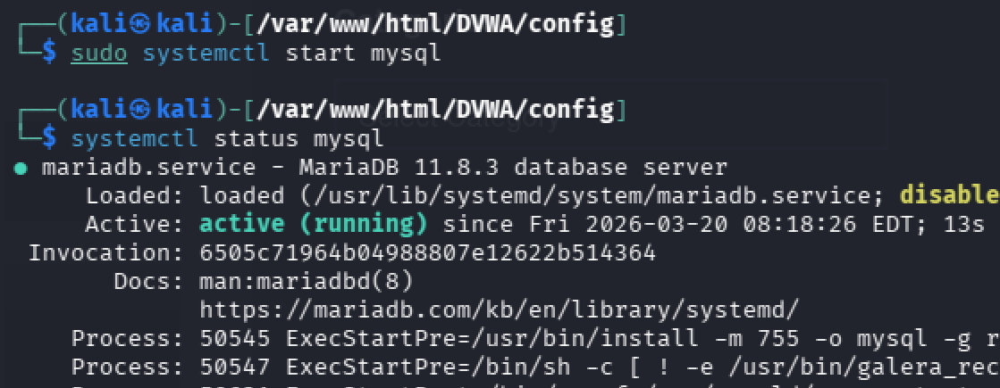 ┌──(kali㉿kali)-[/var/www/html/DVWA/config]
└─$ sudo systemctl start mysql
┌──(kali㉿kali)-[/var/www/html/DVWA/config]
└─$ systemctl status mysql
● mariadb.service - MariaDB 11.8.3 database server
Loaded: loaded (/usr/lib/systemd/system/mariadb.service; disable
Active: active (running) since Fri 2026-03-20 08:18:26 EDT; 13s
Invocation: 6505c71964b04988807e12622b514364
Docs: man:mariadbd(8)
https://mariadb.com/kb/en/library/systemd/
Process: 50545 ExecStartPre=/usr/bin/install -m 755 -o mysql -g r
Process: 50547 ExecStartPre=/bin/sh -c [ ! -e /usr/bin/galera_rec